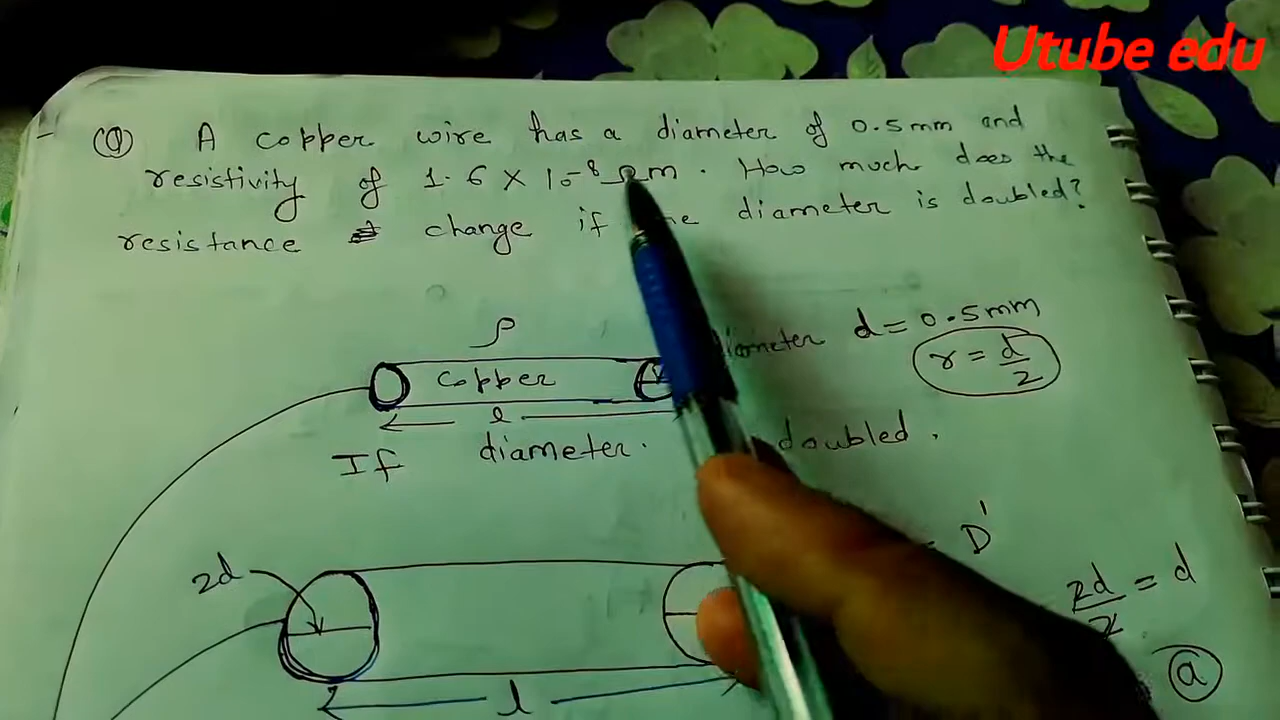 Utube edu
(Q) A copper wire has a diameter of 0.5mm and
resistivity of 1.6 X 10-8 Ωm. How much does the
resistance change if the diameter is doubled?
ρ
diameter d = 0.5mm
r = d/2
copper
l
If diameter doubled.
D'
2d
2d/2 = d
l
(a)